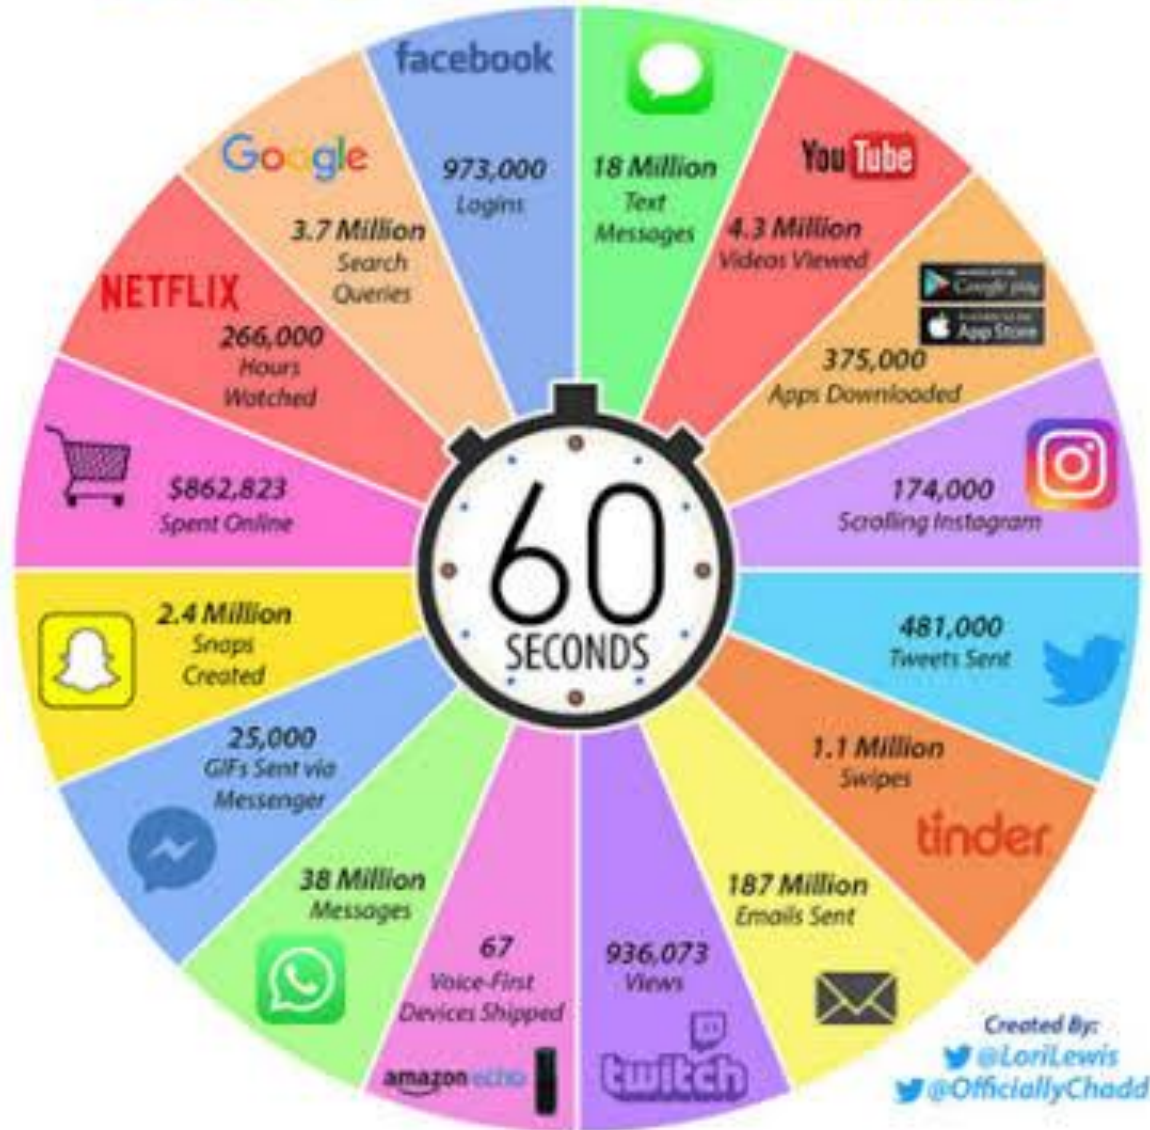 facebook
973,000
Logins
18 Million
Text
Messages
YouTube
4.3 Million
Videos Viewed
Google play
App Store
375,000
Apps Downloaded
174,000
Scrolling Instagram
481,000
Tweets Sent
1.1 Million
Swipes
tinder
187 Million
Emails Sent
936,073
Views
twitch
67
Voice-First
Devices Shipped
amazon echo
38 Million
Messages
25,000
GIFs Sent via
Messenger
2.4 Million
Snaps
Created
$862,823
Spent Online
NETFLIX
266,000
Hours
Watched
Google
3.7 Million
Search
Queries
60
SECONDS
Created By:
@LoriLewis
@OfficiallyChadd